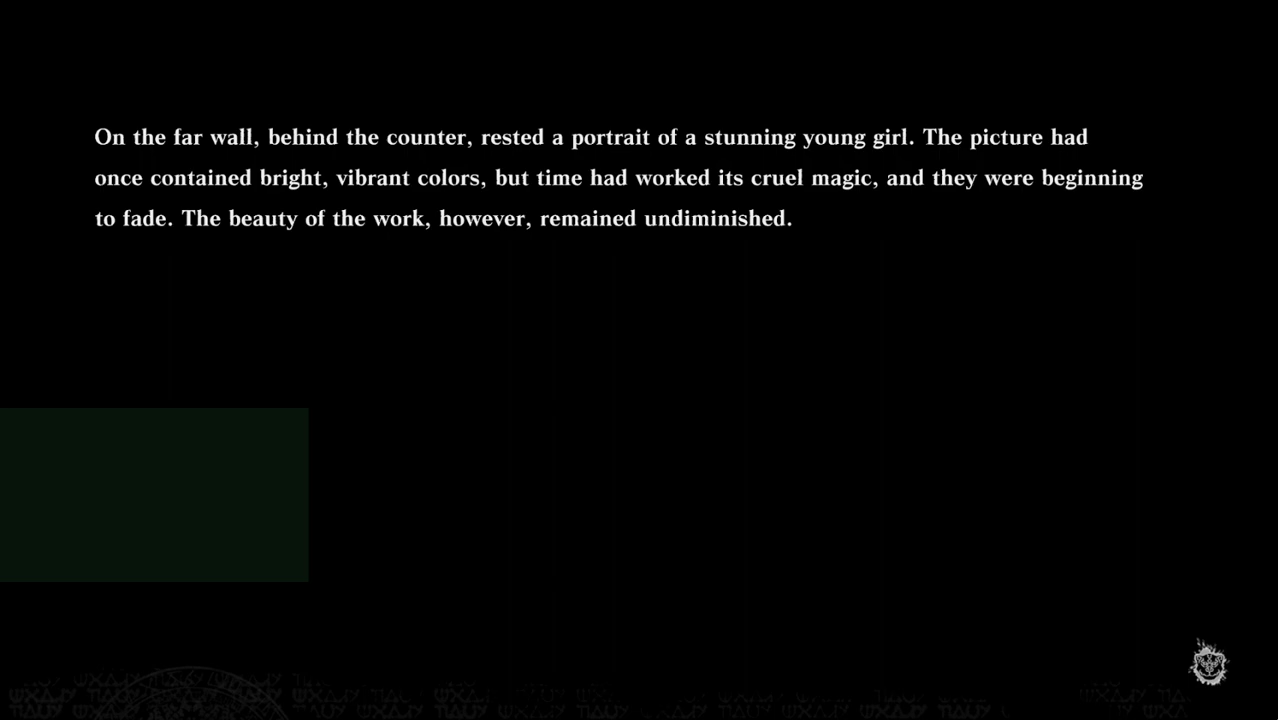 On the far wall, behind the counter, rested a portrait of a stunning young girl. The picture had
once contained bright, vibrant colors, but time had worked its cruel magic, and they were beginning
to fade. The beauty of the work, however, remained undiminished.